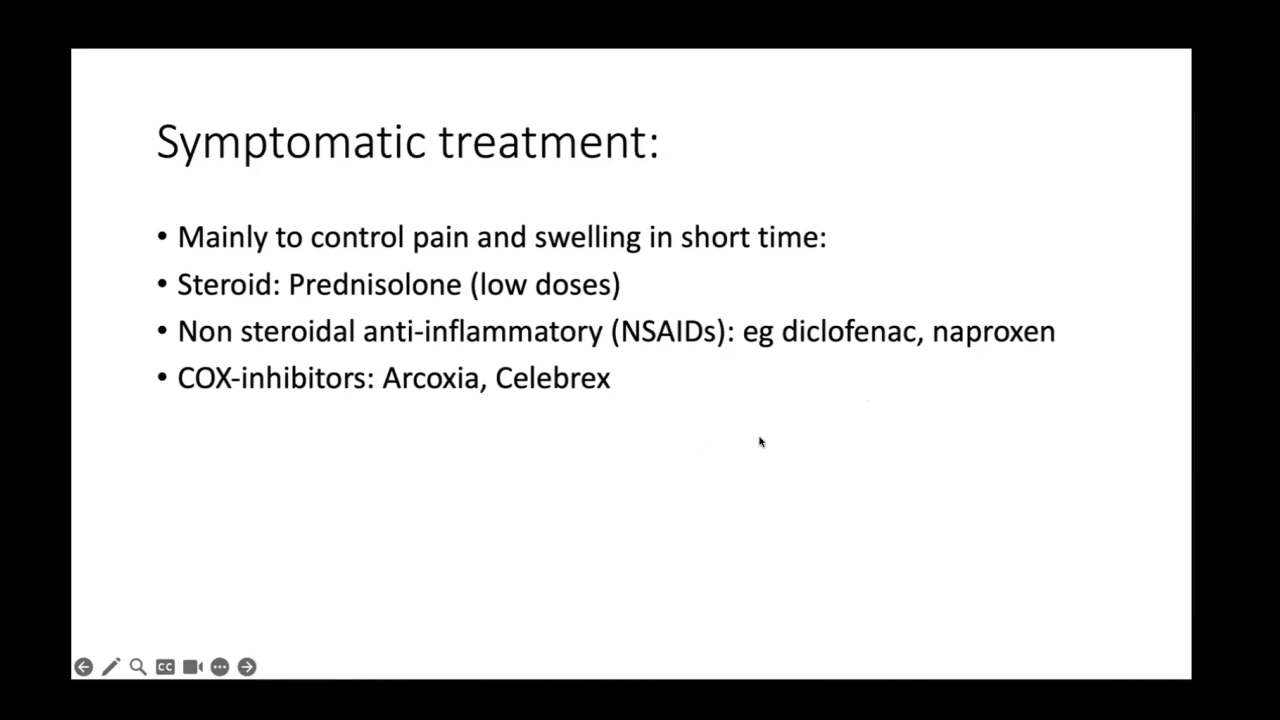 Symptomatic treatment:
• Mainly to control pain and swelling in short time:
• Steroid: Prednisolone (low doses)
• Non steroidal anti-inflammatory (NSAIDs): eg diclofenac, naproxen
• COX-inhibitors: Arcoxia, Celebrex
CC